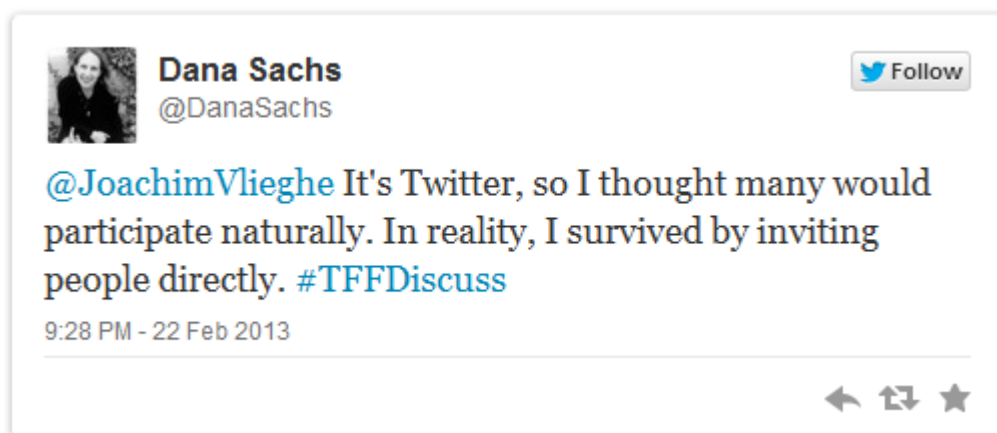 Dana Sachs
@DanaSachs
Follow
@JoachimVlieghe It's Twitter, so I thought many would
participate naturally. In reality, I survived by inviting
people directly. #TFFDiscuss
9:28 PM - 22 Feb 2013